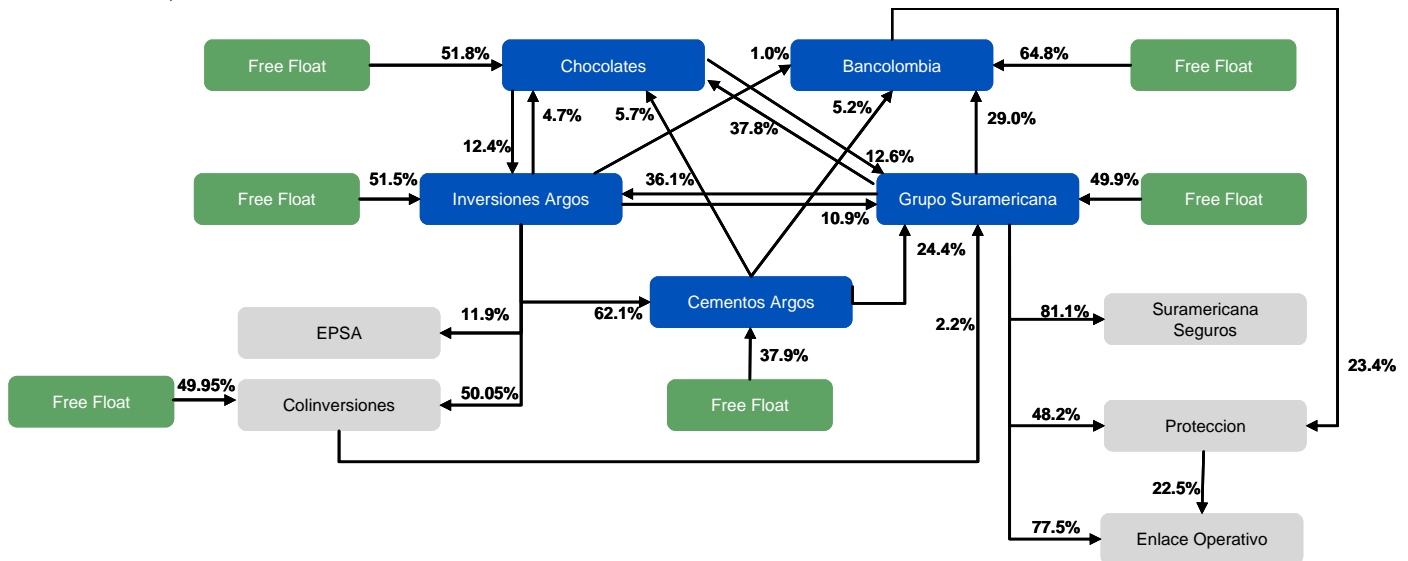 51.8%
1.0%
64.8%
Free Float
Chocolates
Bancolombia
Free Float
4.7%
5.7%
5.2%
37.8%
29.0%
12.4%
12.6%
51.5%
36.1%
49.9%
Free Float
Inversiones Argos
Grupo Suramericana
Free Float
10.9%
24.4%
Cementos Argos
62.1%
11.9%
2.2%
81.1%
Suramericana
Seguros
EPSA
37.9%
23.4%
49.95%
50.05%
Free Float
Colinversiones
Free Float
48.2%
Proteccion
22.5%
77.5%
Enlace Operativo